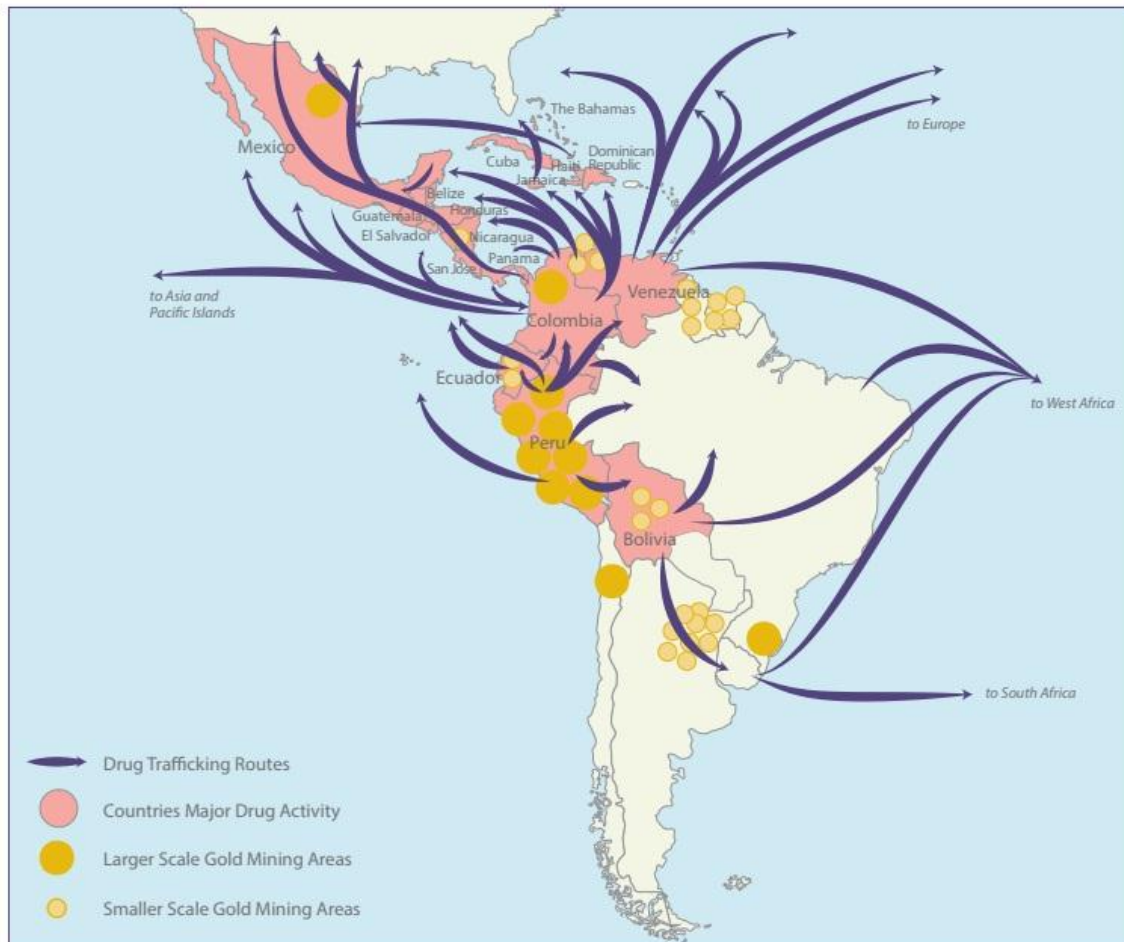 The Bahamas
to Europe
Mexico
Cuba
Haiti
Dominican
Republic
Jamaica
Belize
Guatemala
Honduras
El Salvador
Nicaragua
San Jose
Panama
to Asia and
Pacific Islands
Venezuela
Colombia
Ecuador
to West Africa
Peru
Bolivia
to South Africa
Drug Trafficking Routes
Countries Major Drug Activity
Larger Scale Gold Mining Areas
Smaller Scale Gold Mining Areas